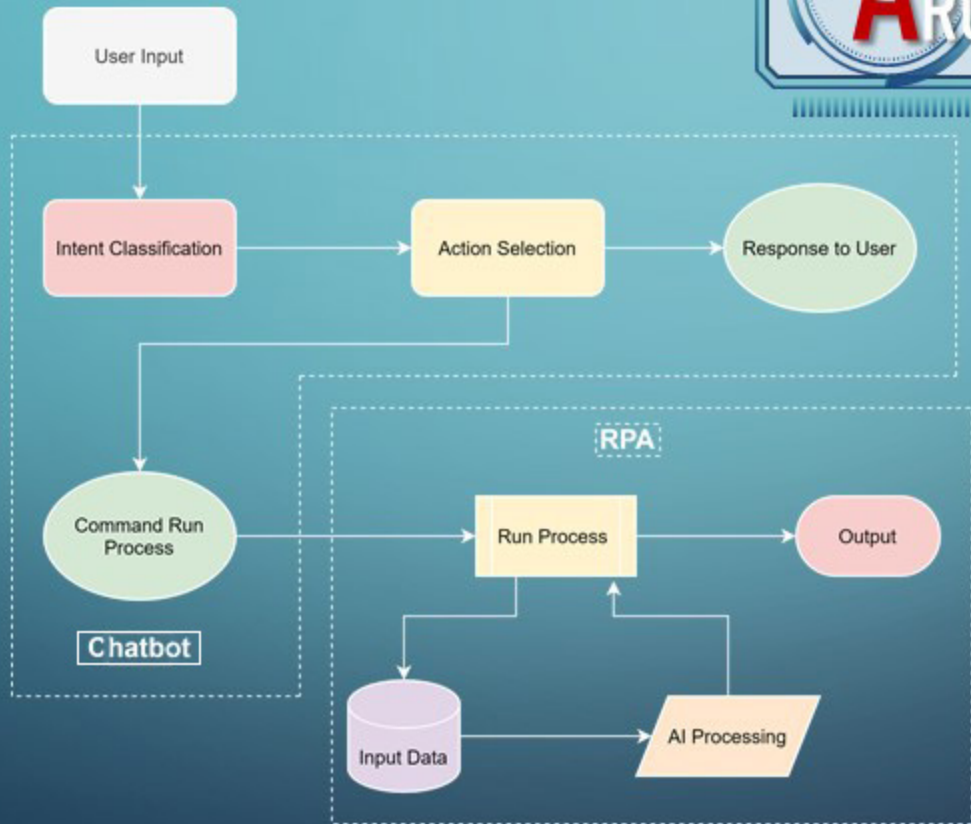 User Input
Intent Classification
Action Selection
Response to User
RPA
Command Run
Process
Run Process
Output
Chatbot
Input Data
AI Processing